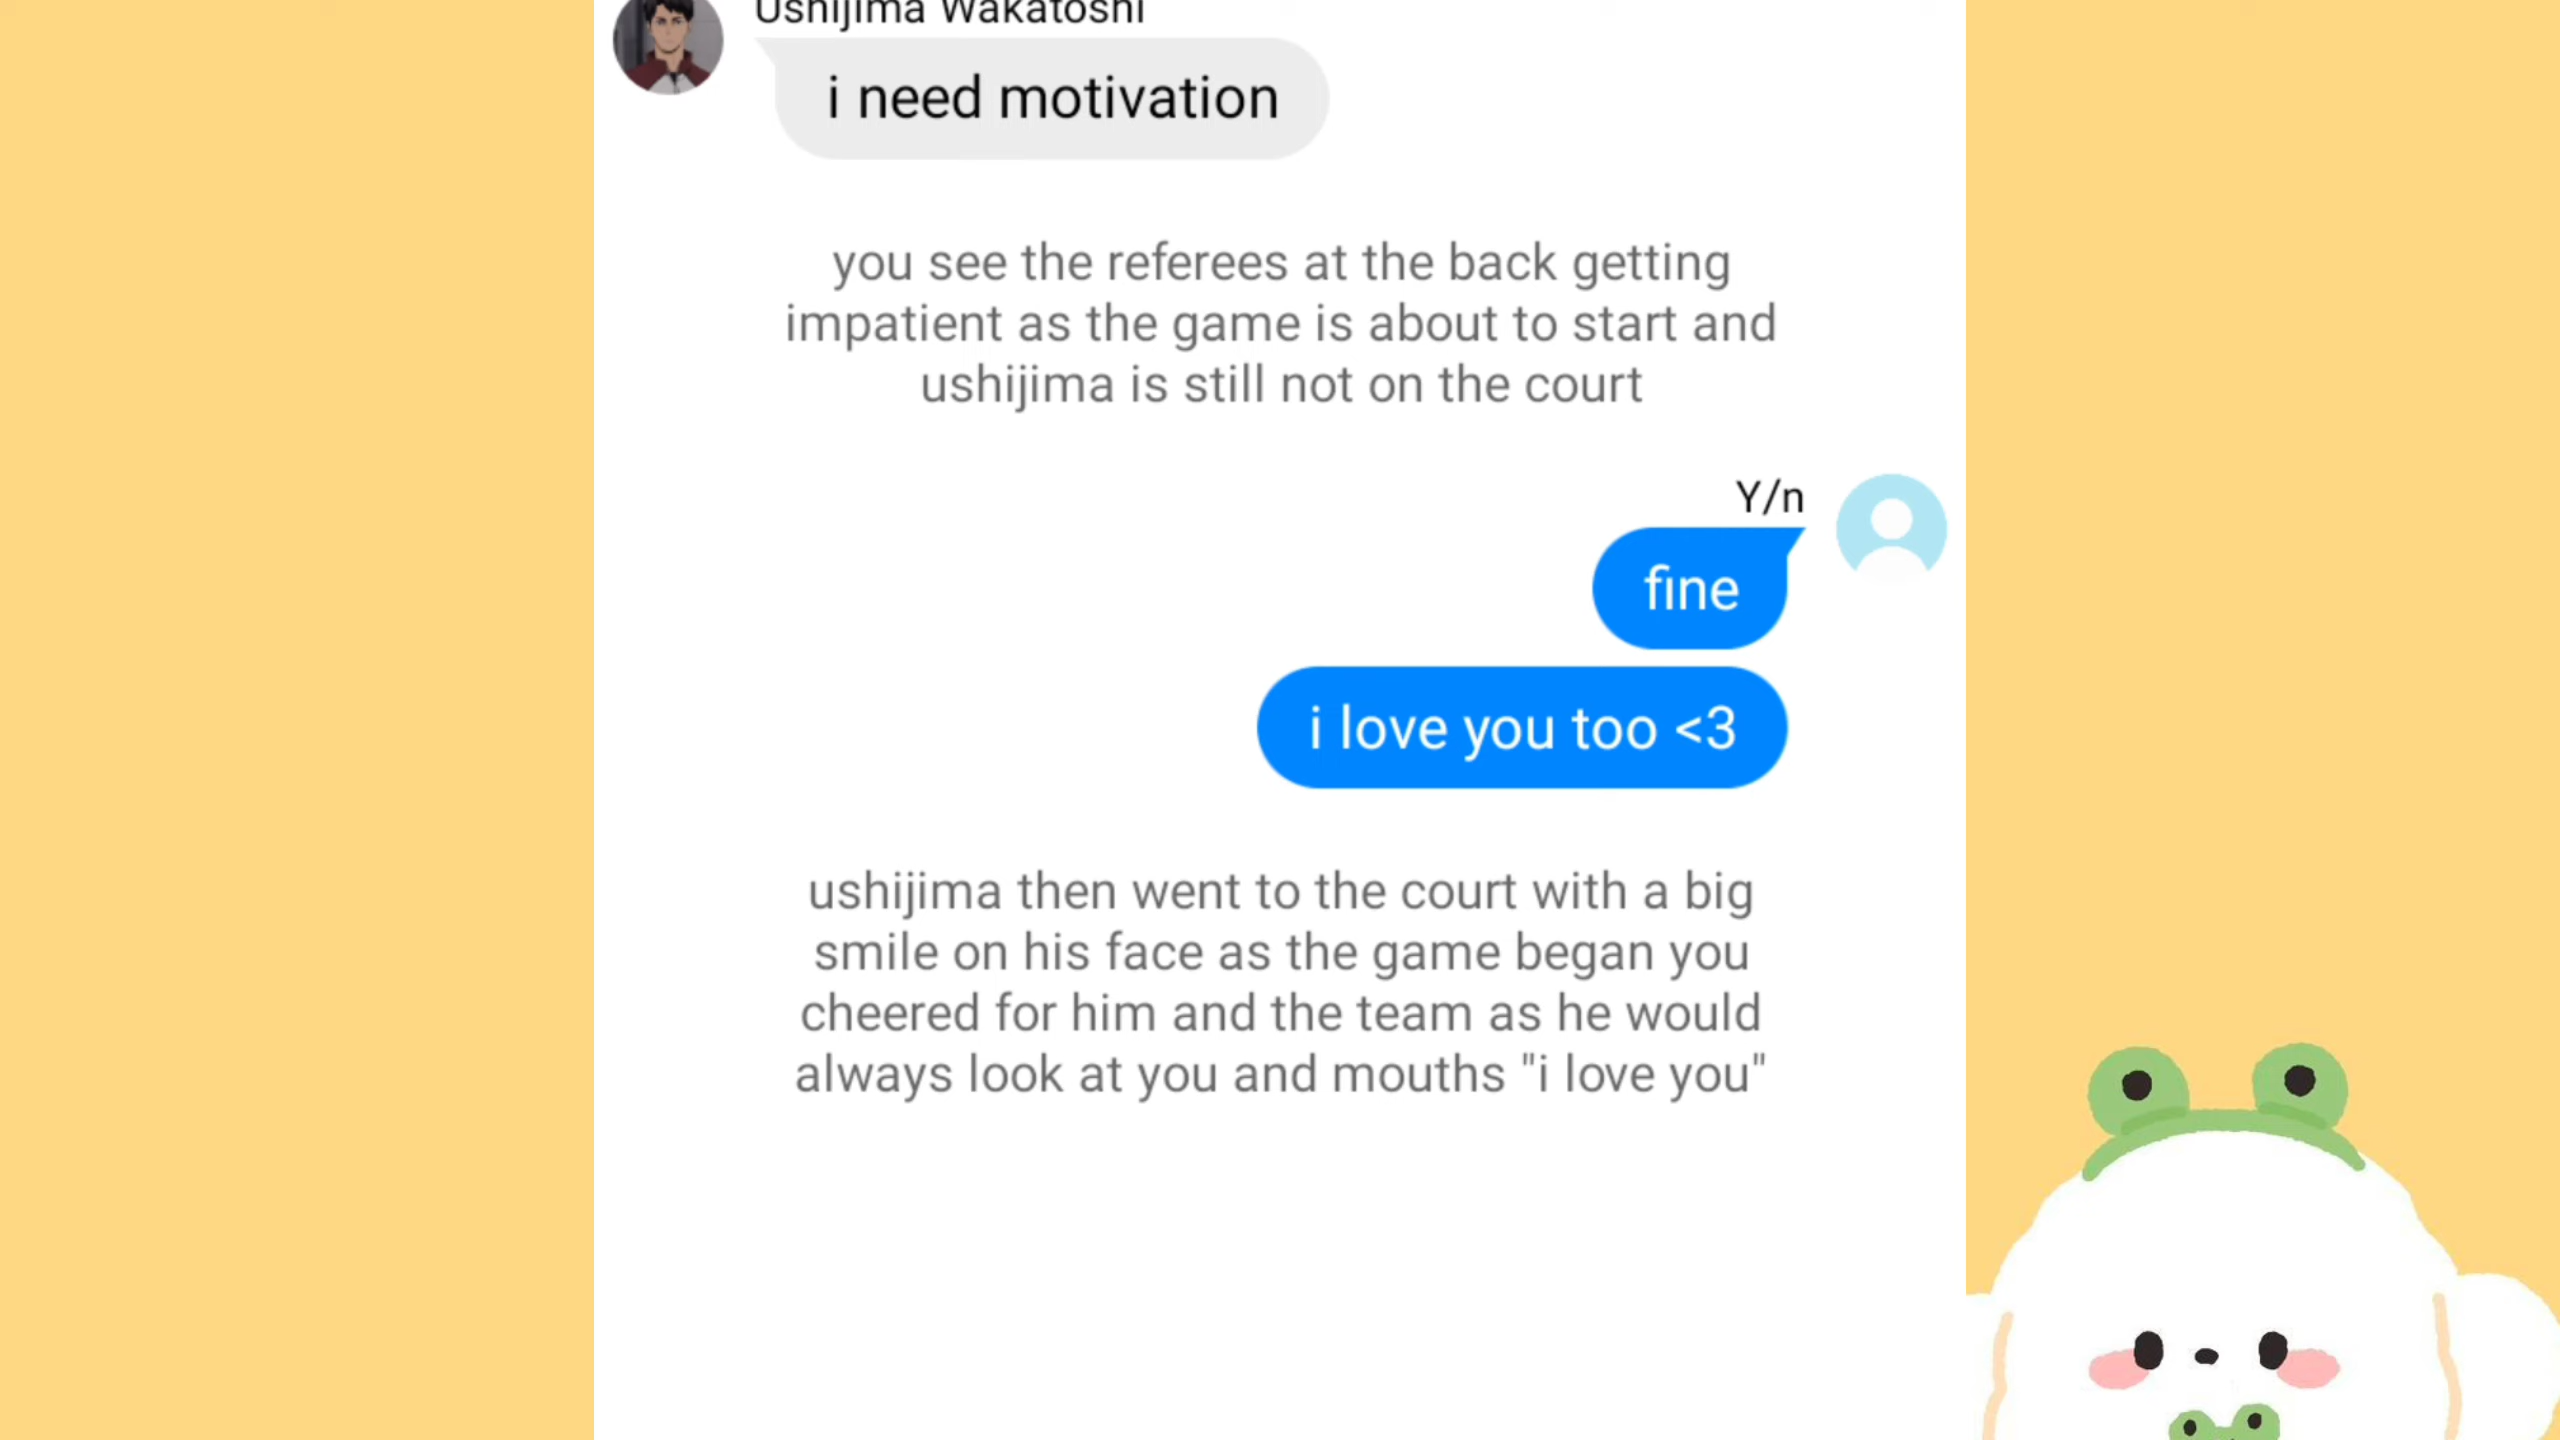 Ushijima Wakatoshi
i need motivation
you see the referees at the back getting
impatient as the game is about to start and
ushijima is still not on the court
Y/n
fine
i love you too <3
ushijima then went to the court with a big
smile on his face as the game began you
cheered for him and the team as he would
always look at you and mouths "i love you"